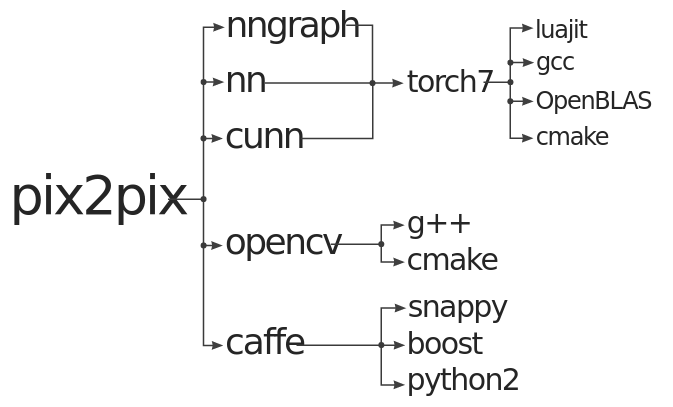 pix2pix
nngraph
nn
cunn
opencv
caffe
torch7
g++
cmake
snappy
boost
python2
luajit
gcc
OpenBLAS
cmake